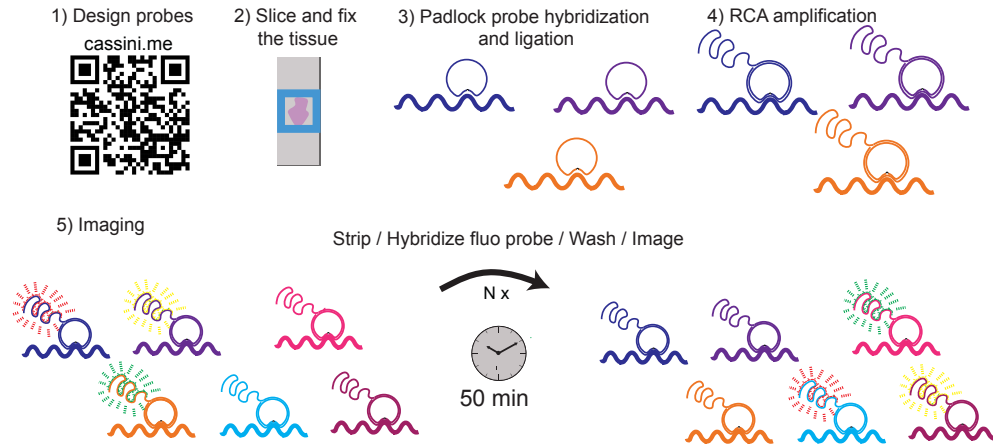 1) Design probes
cassini.me
2) Slice and fix
the tissue
3) Padlock probe hybridization
and ligation
4) RCA amplification
5) Imaging
Strip / Hybridize fluo probe / Wash / Image
N x
50 min